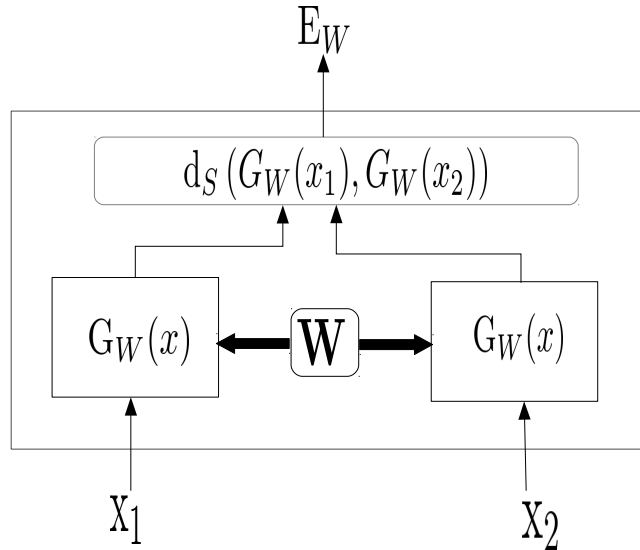 E_W
d_S(G_W(x_1), G_W(x_2))
G_W(x)
W
G_W(x)
X_1
X_2